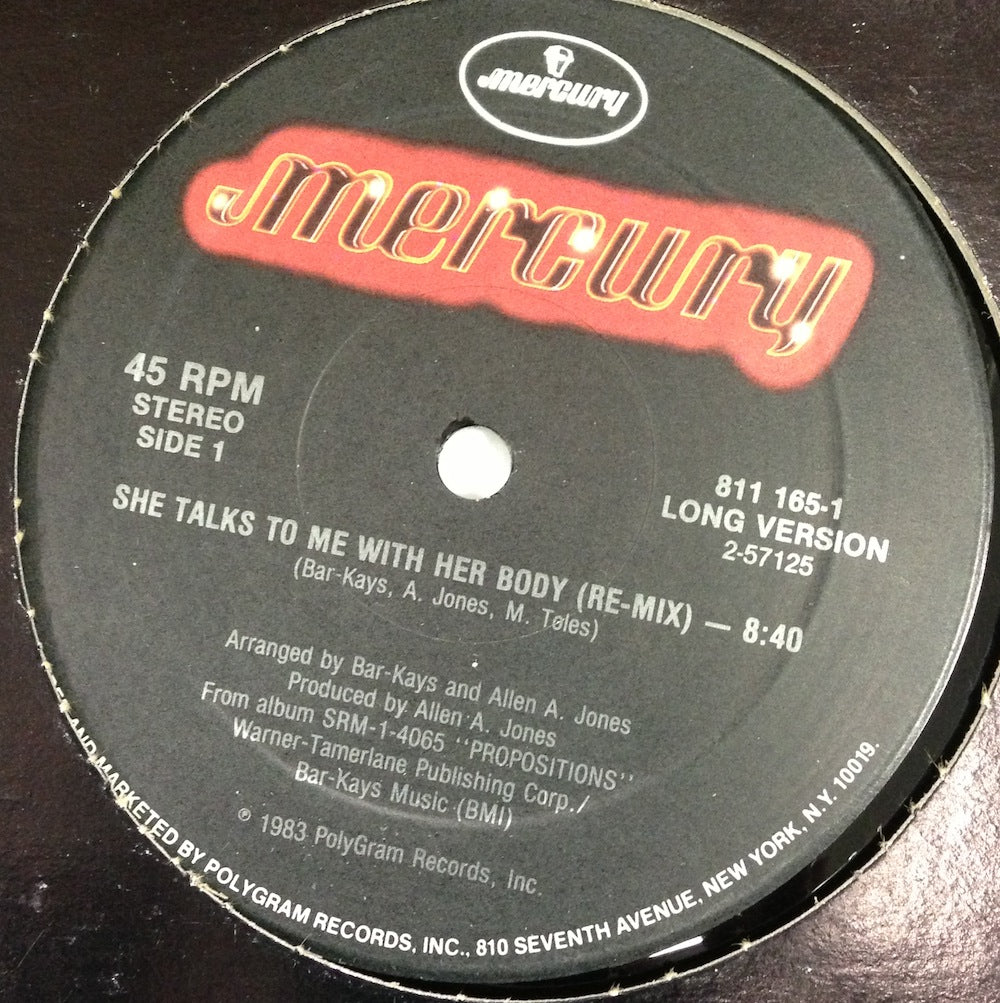 mercury
mercury
45 RPM
STEREO
SIDE 1
811 165-1
LONG VERSION
2-57125
SHE TALKS TO ME WITH HER BODY (RE-MIX) — 8:40
(Bar-Kays, A. Jones, M. Toles)
Arranged by Bar-Kays and Allen A. Jones
Produced by Allen A. Jones
From album SRM-1-4065 "PROPOSITIONS"
Warner-Tamerlane Publishing Corp./
Bar-Kays Music (BMI)
℗ 1983 PolyGram Records, Inc.
AND MARKETED BY POLYGRAM RECORDS, INC., 810 SEVENTH AVENUE, NEW YORK, N.Y. 10019.